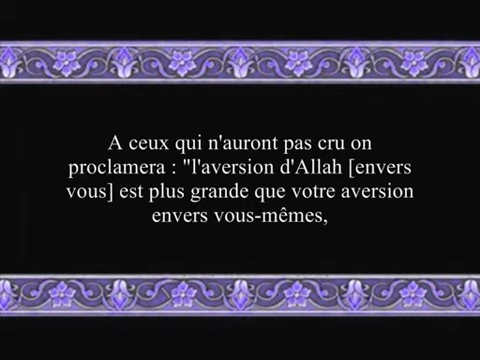 A ceux qui n'auront pas cru on
proclamera : "l'aversion d'Allah [envers
vous] est plus grande que votre aversion
envers vous-mêmes,